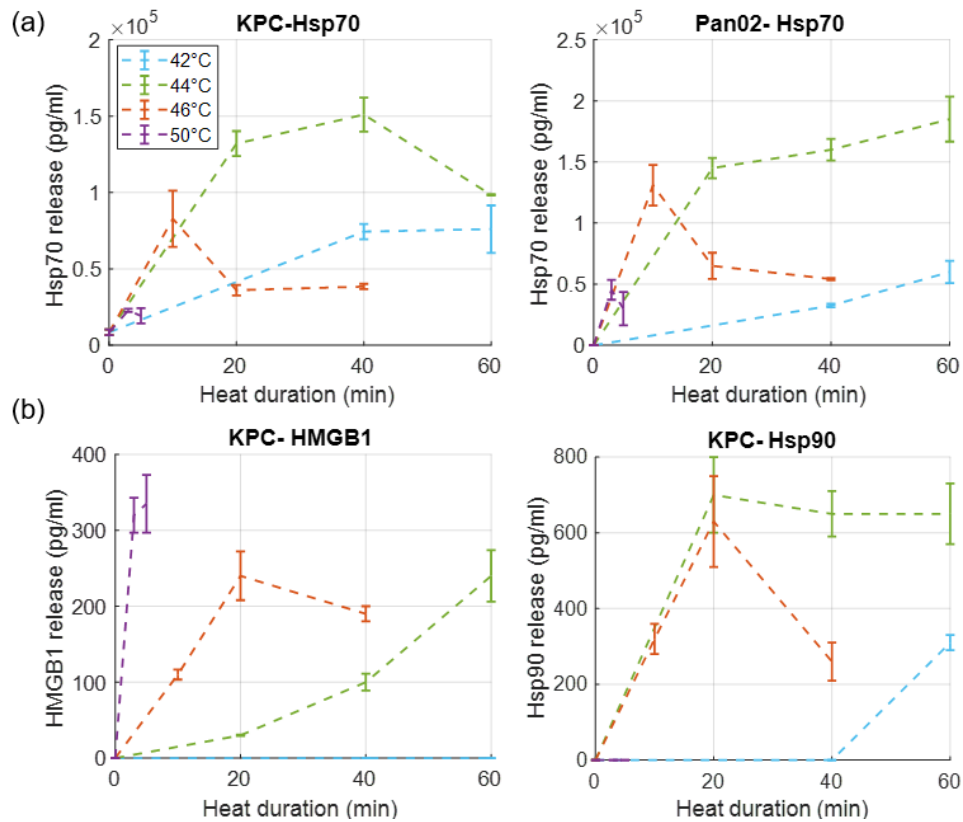 (a)
KPC-Hsp70
×10⁵
2
1.5
1
0.5
0
0 20 40 60
Hsp70 release (pg/ml)
Heat duration (min)
42°C
44°C
46°C
50°C
Pan02- Hsp70
×10⁵
2.5
2
1.5
1
0.5
0
0 20 40 60
Hsp70 release (pg/ml)
Heat duration (min)
(b)
KPC- HMGB1
400
300
200
100
0
0 20 40 60
HMGB1 release (pg/ml)
Heat duration (min)
KPC- Hsp90
800
600
400
200
0
0 20 40 60
Hsp90 release (pg/ml)
Heat duration (min)